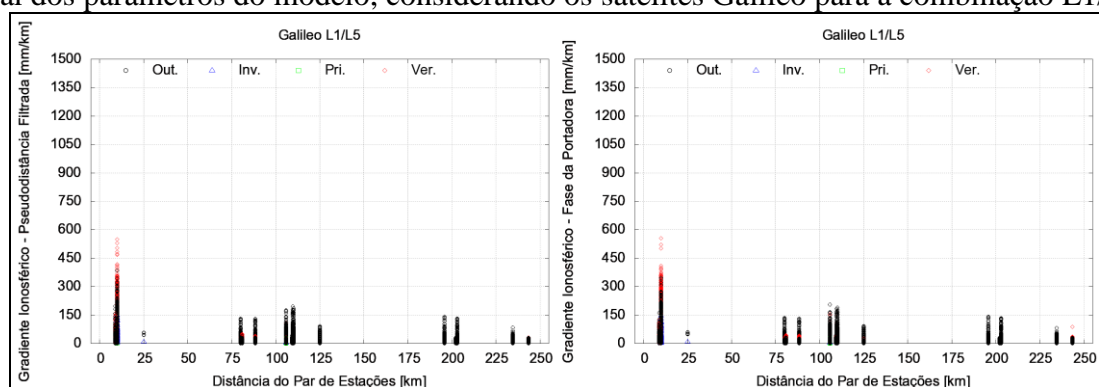 al dos parâmetros do modelo, considerando os satélites Galileo para a combinação L1/
Galileo L1/L5
Gradiente Ionosférico - Pseudodistância Filtrada [mm/km]
1500
1350
1200
1050
900
750
600
450
300
150
0
Out. Inv. Pri. Ver.
0 25 50 75 100 125 150 175 200 225 250
Distância do Par de Estações [km]
Galileo L1/L5
Gradiente Ionosférico - Fase da Portadora [mm/km]
1500
1350
1200
1050
900
750
600
450
300
150
0
Out. Inv. Pri. Ver.
0 25 50 75 100 125 150 175 200 225 250
Distância do Par de Estações [km]